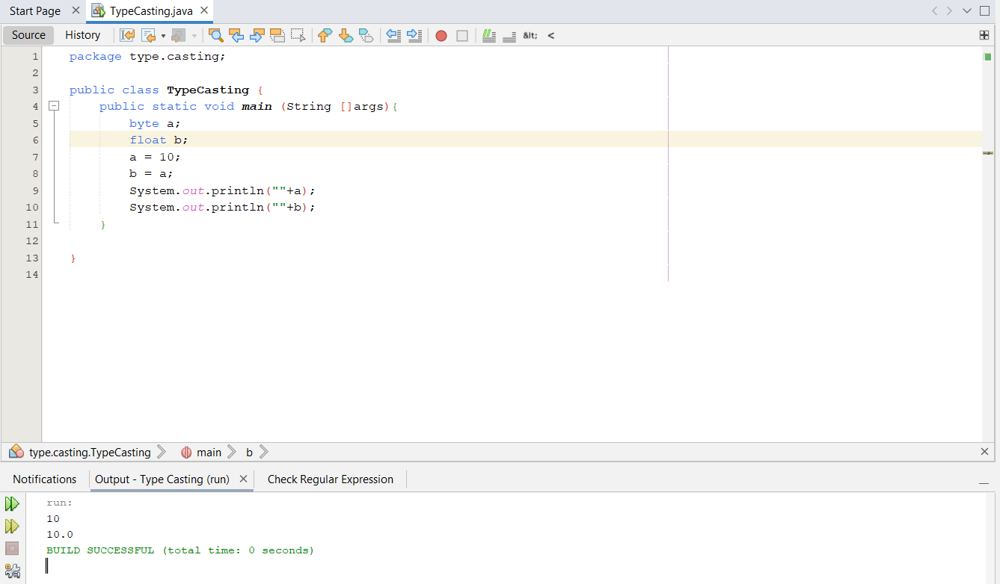 Start Page TypeCasting.java
Source History &lt; <
1 package type.casting;
2
3 public class TypeCasting {
4 public static void main (String []args){
5 byte a;
6 float b;
7 a = 10;
8 b = a;
9 System.out.println(""+a);
10 System.out.println(""+b);
11 }
12
13 }
14
type.casting.TypeCasting main b
Notifications Output - Type Casting (run) Check Regular Expression
run:
10
10.0
BUILD SUCCESSFUL (total time: 0 seconds)